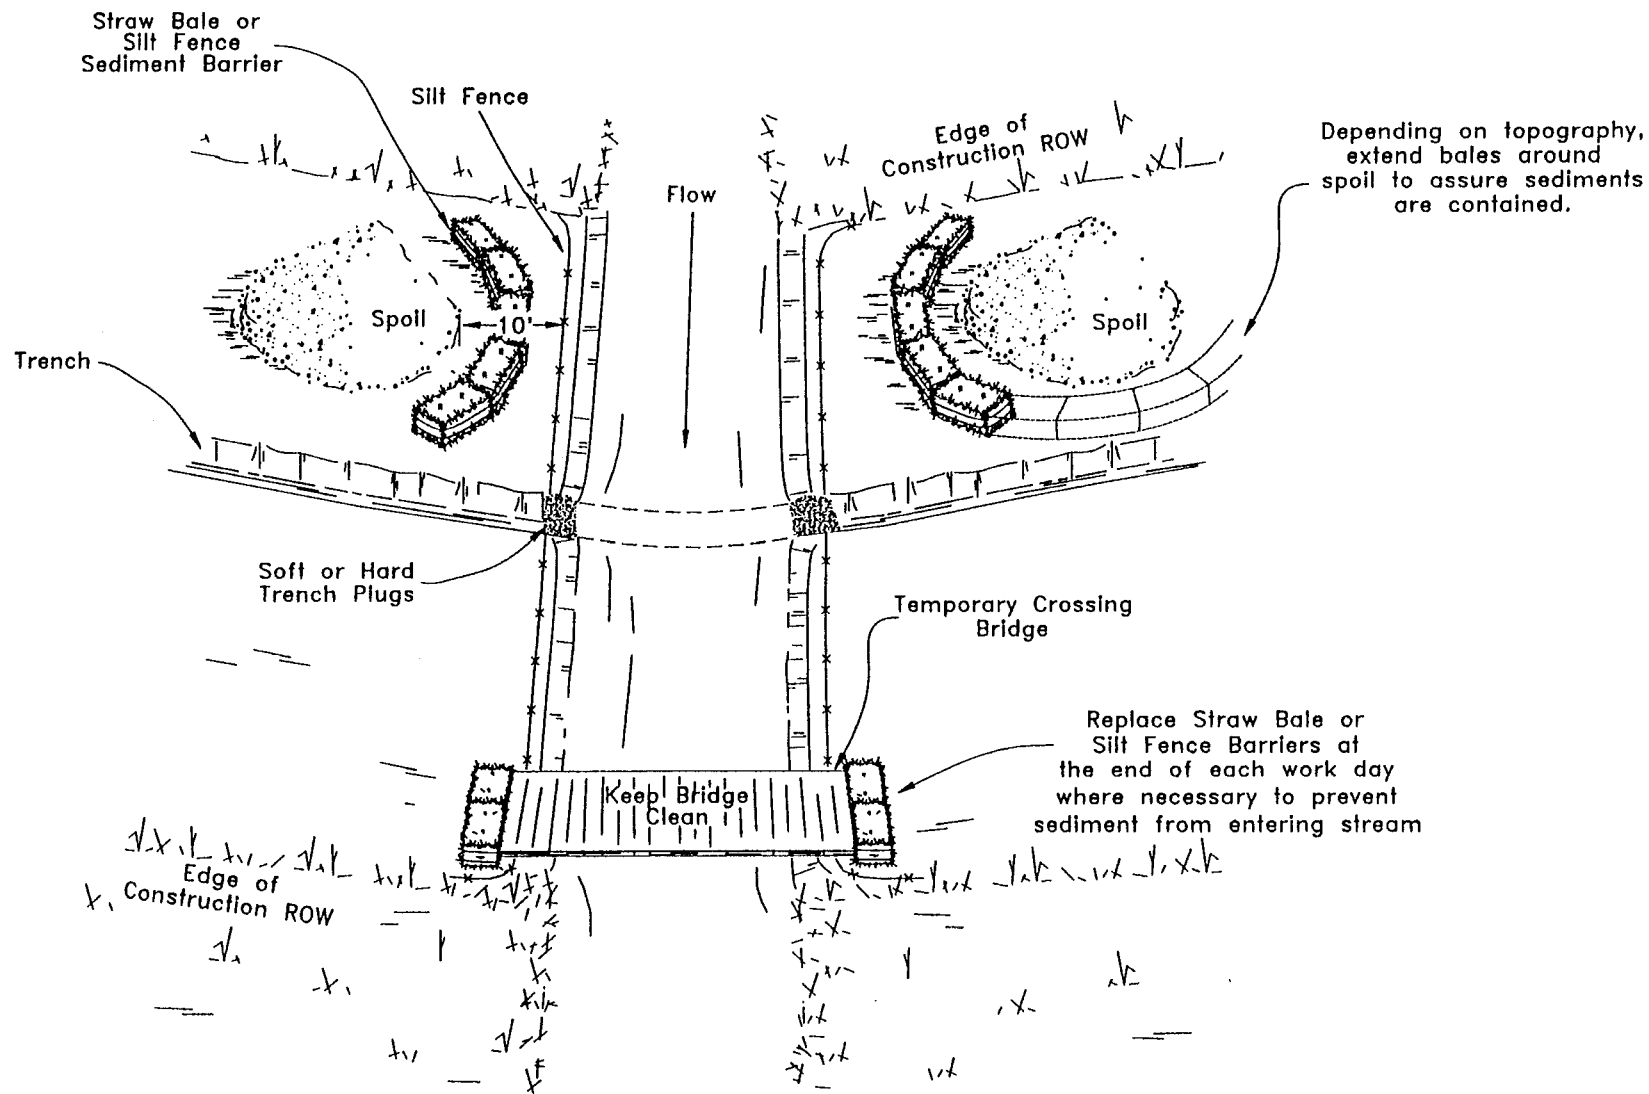 Straw Bale or
Silt Fence
Sediment Barrier
Silt Fence
Flow
Edge of
Construction ROW
Depending on topography,
extend bales around
spoil to assure sediments
are contained.
Spoil
10'
Spoil
Trench
Soft or Hard
Trench Plugs
Temporary Crossing
Bridge
Replace Straw Bale or
Silt Fence Barriers at
the end of each work day
where necessary to prevent
sediment from entering stream
Keep Bridge
Clean
Edge of
Construction ROW